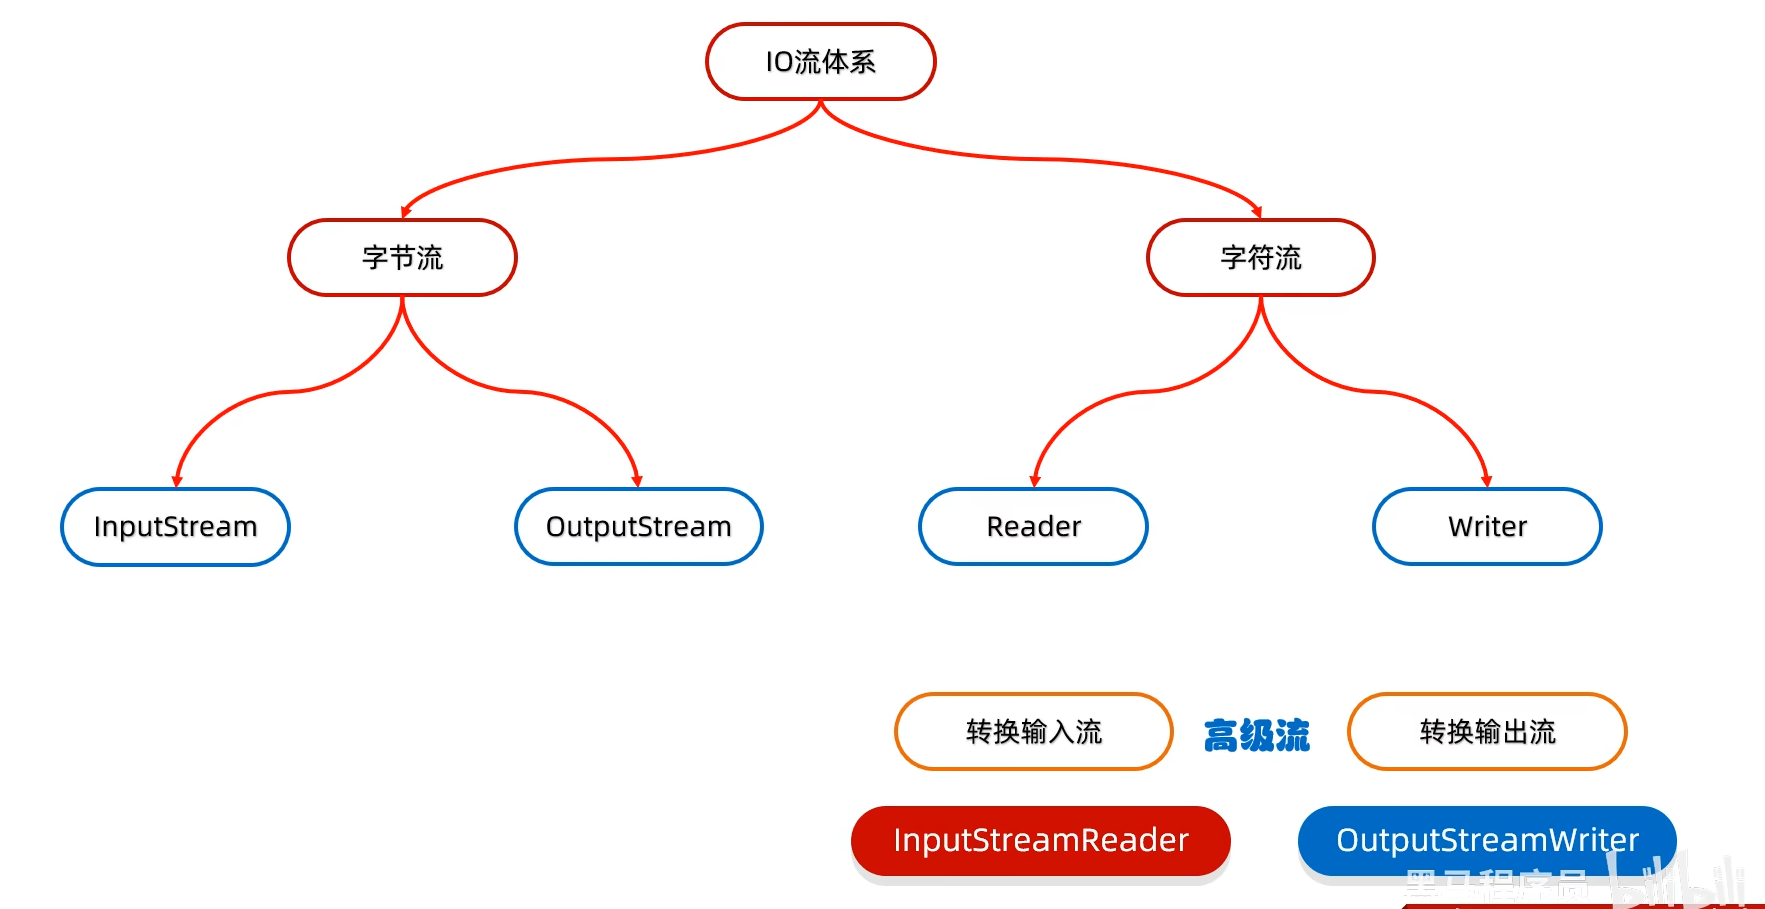 IO流体系
字节流
字符流
InputStream
OutputStream
Reader
Writer
转换输入流
高级流
转换输出流
InputStreamReader
OutputStreamWriter
黑马程序员
bilibili